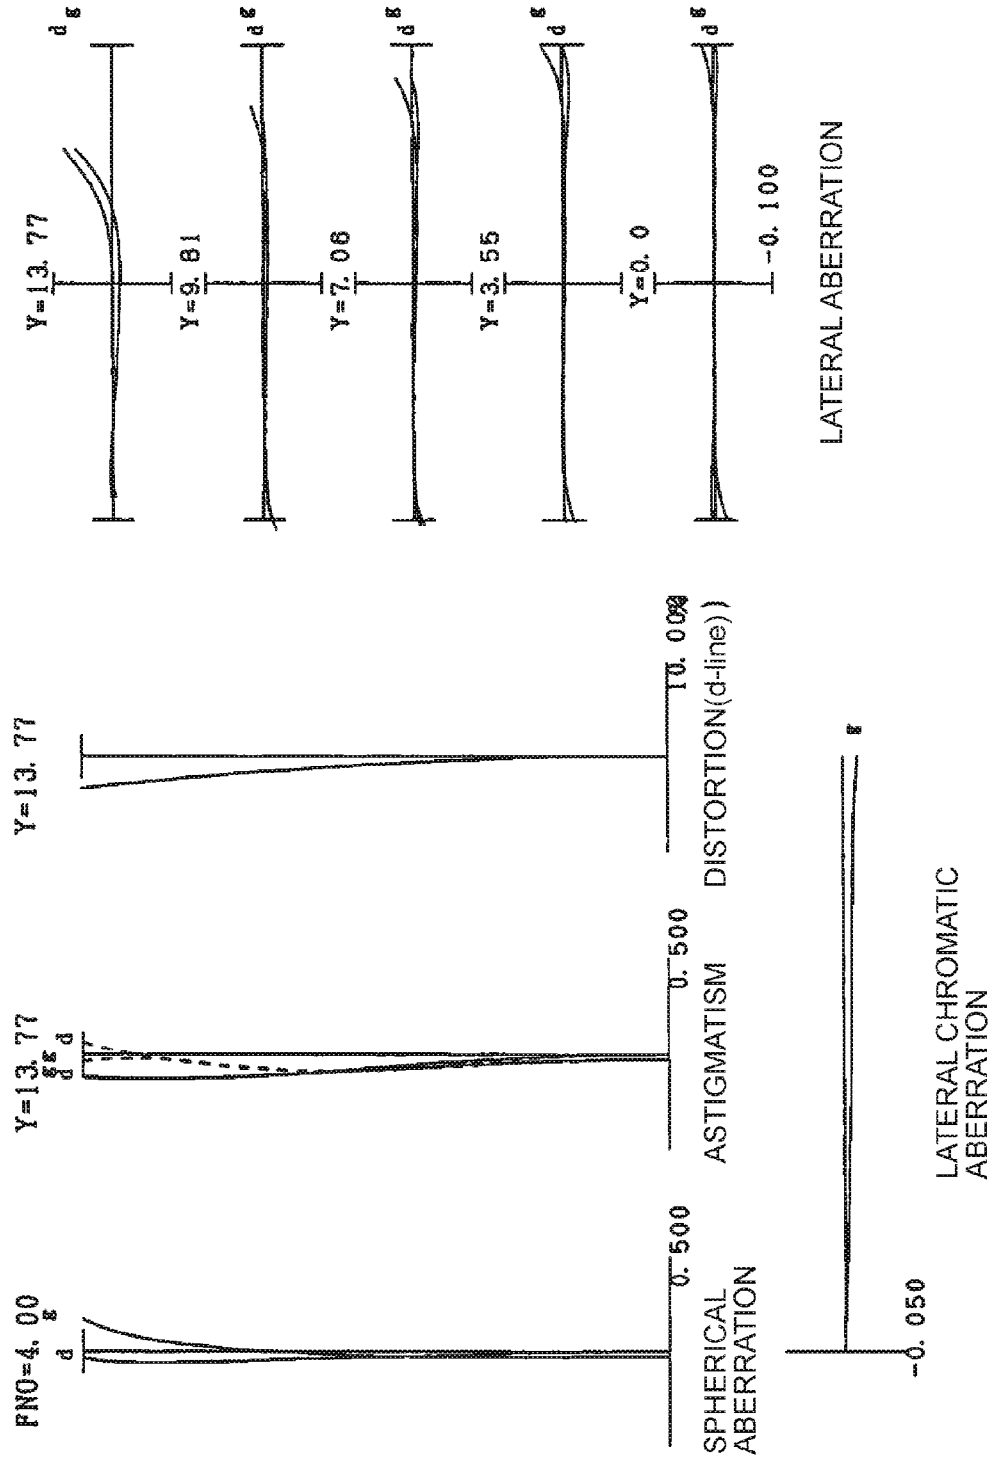 FNO=4. 00
d
g
0. 500
SPHERICAL
ABERRATION
Y=13. 77
g g
d d
0. 500
ASTIGMATISM
Y=13. 77
10. 00%
DISTORTION(d-line))
g
-0. 050
LATERAL CHROMATIC
ABERRATION
Y=13. 77
d g
Y=9. 81
d g
Y=7. 06
d g
Y=3. 55
d g
Y=0. 0
d g
-0. 100
LATERAL ABERRATION